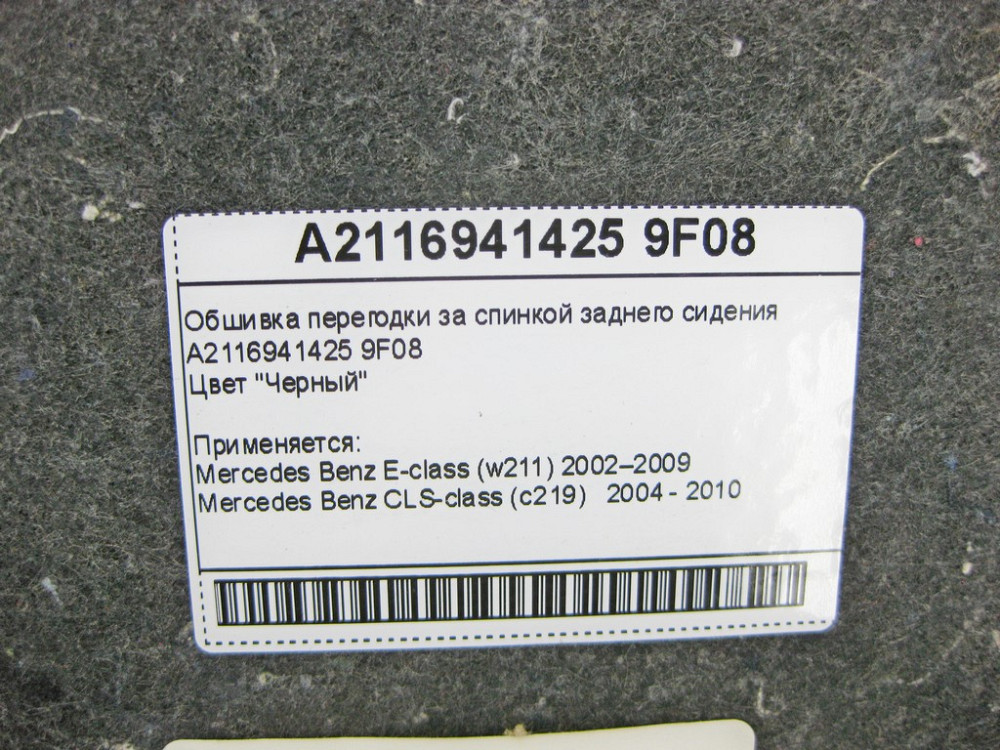 A2116941425 9F08
Обшивка перегодки за спинкой заднего сидения
A2116941425 9F08
Цвет "Черный"
Применяется:
Mercedes Benz E-class (w211) 2002–2009
Mercedes Benz CLS-class (c219) 2004 - 2010